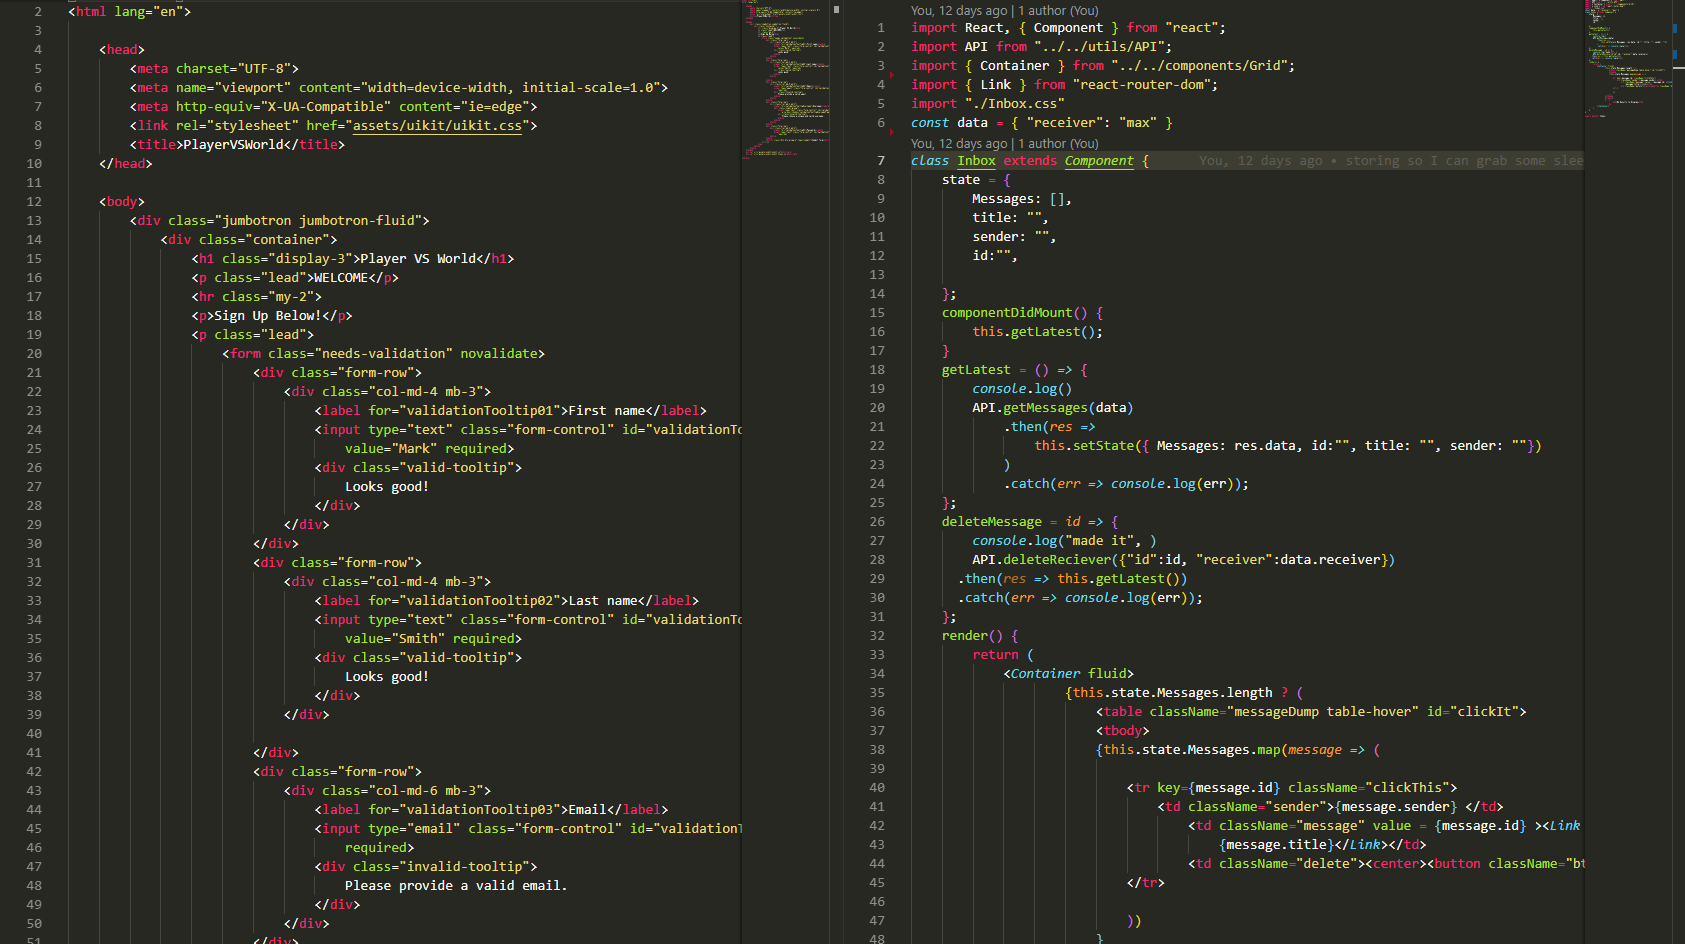 2 <html lang="en">
3
4 <head>
5 <meta charset="UTF-8">
6 <meta name="viewport" content="width=device-width, initial-scale=1.0">
7 <meta http-equiv="X-UA-Compatible" content="ie=edge">
8 <link rel="stylesheet" href="assets/uikit/uikit.css">
9 <title>PlayerVSWorld</title>
10 </head>
11
12 <body>
13 <div class="jumbotron jumbotron-fluid">
14 <div class="container">
15 <h1 class="display-3">Player VS World</h1>
16 <p class="lead">WELCOME</p>
17 <hr class="my-2">
18 <p>Sign Up Below!</p>
19 <p class="lead">
20 <form class="needs-validation" novalidate>
21 <div class="form-row">
22 <div class="col-md-4 mb-3">
23 <label for="validationTooltip01">First name</label>
24 <input type="text" class="form-control" id="validationTo
25 value="Mark" required>
26 <div class="valid-tooltip">
27 Looks good!
28 </div>
29 </div>
30 </div>
31 <div class="form-row">
32 <div class="col-md-4 mb-3">
33 <label for="validationTooltip02">Last name</label>
34 <input type="text" class="form-control" id="validationTo
35 value="Smith" required>
36 <div class="valid-tooltip">
37 Looks good!
38 </div>
39 </div>
40
41 </div>
42 <div class="form-row">
43 <div class="col-md-6 mb-3">
44 <label for="validationTooltip03">Email</label>
45 <input type="email" class="form-control" id="validationT
46 required>
47 <div class="invalid-tooltip">
48 Please provide a valid email.
49 </div>
50 </div>
51 </div>
You, 12 days ago | 1 author (You)
1 import React, { Component } from "react";
2 import API from "../../utils/API";
3 import { Container } from "../../components/Grid";
4 import { Link } from "react-router-dom";
5 import "./Inbox.css"
6 const data = { "receiver": "max" }
You, 12 days ago | 1 author (You)
7 class Inbox extends Component { You, 12 days ago • storing so I can grab some slee
8 state = {
9 Messages: [],
10 title: "",
11 sender: "",
12 id:"",
13
14 };
15 componentDidMount() {
16 this.getLatest();
17 }
18 getLatest = () => {
19 console.log()
20 API.getMessages(data)
21 .then(res =>
22 this.setState({ Messages: res.data, id:"", title: "", sender: ""})
23 )
24 .catch(err => console.log(err));
25 };
26 deleteMessage = id => {
27 console.log("made it", )
28 API.deleteReciever({"id":id, "receiver":data.receiver})
29 .then(res => this.getLatest())
30 .catch(err => console.log(err));
31 };
32 render() {
33 return (
34 <Container fluid>
35 {this.state.Messages.length ? (
36 <table className="messageDump table-hover" id="clickIt">
37 <tbody>
38 {this.state.Messages.map(message => (
39
40 <tr key={message.id} className="clickThis">
41 <td className="sender">{message.sender} </td>
42 <td className="message" value = {message.id} ><Link
43 {message.title}</Link></td>
44 <td className="delete"><center><button className="bt
45 </tr>
46
47 ))
48 }